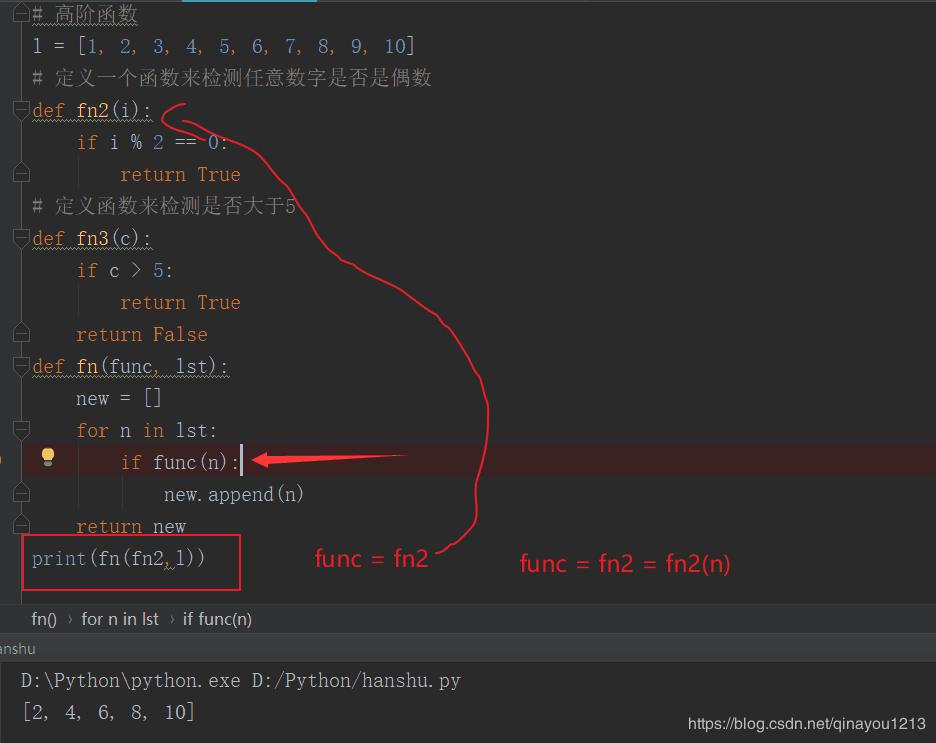 # 高阶函数
l = [1, 2, 3, 4, 5, 6, 7, 8, 9, 10]
# 定义一个函数来检测任意数字是否是偶数
def fn2(i):
    if i % 2 == 0:
        return True
# 定义函数来检测是否大于5
def fn3(c):
    if c > 5:
        return True
    return False
def fn(func, lst):
    new = []
    for n in lst:
        if func(n):
            new.append(n)
    return new
print(fn(fn2,l))
func = fn2
func = fn2 = fn2(n)
fn() › for n in lst › if func(n)
anshu
D:\Python\python.exe D:/Python/hanshu.py
[2, 4, 6, 8, 10]
https://blog.csdn.net/qinayou1213